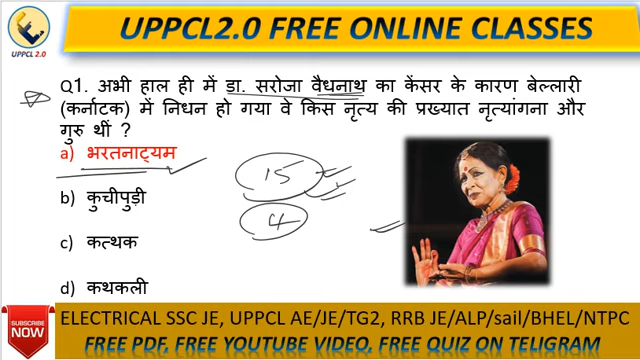 UPPCL2.0 FREE ONLINE CLASSES
UPPCL 2.0
Q1. अभी हाल ही में डा. सरोजा वैधनाथ का केंसर के कारण बेल्लारी
(कर्नाटक) में निधन हो गया वे किस नृत्य की प्रख्यात नृत्यांगना और
गुरु थीं ?
a) भरतनाट्यम
15
b) कुचीपुड़ी
4
c) कत्थक
d) कथकली
SUBSCRIBE
NOW
ELECTRICAL SSC JE, UPPCL AE/JE/TG2, RRB JE/ALP/sail/BHEL/NTPC
FREE PDF, FREE YOUTUBE VIDEO, FREE QUIZ ON TELIGRAM